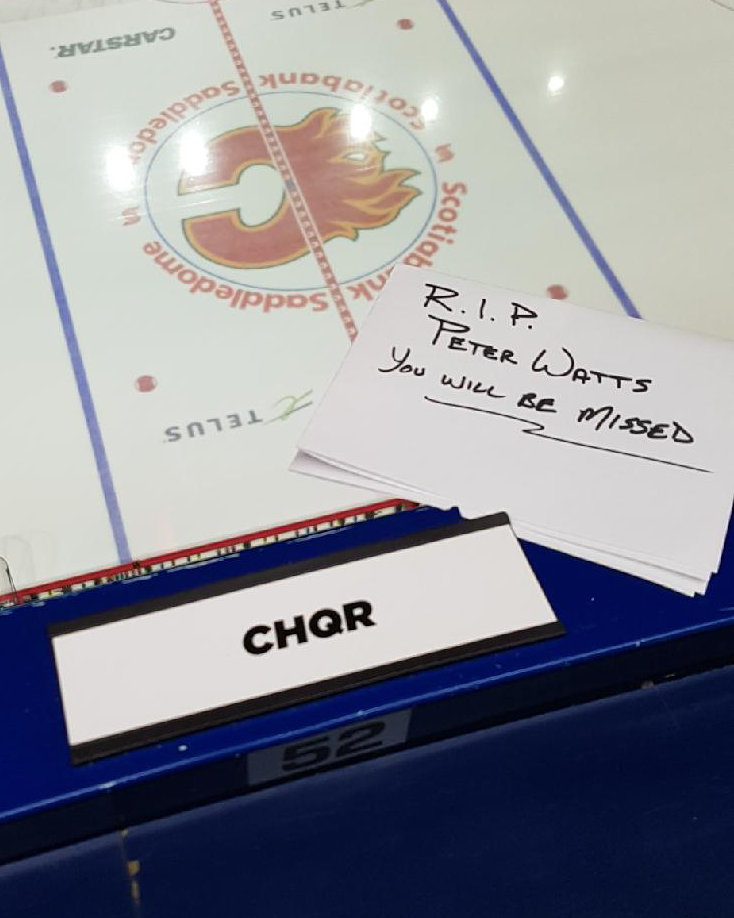 TELUS
CARSTAR
Scotiabank Saddledome
Scotiabank Saddledome
TELUS
R.I.P.
PETER WATTS
YOU WILL BE MISSED
CHQR
52